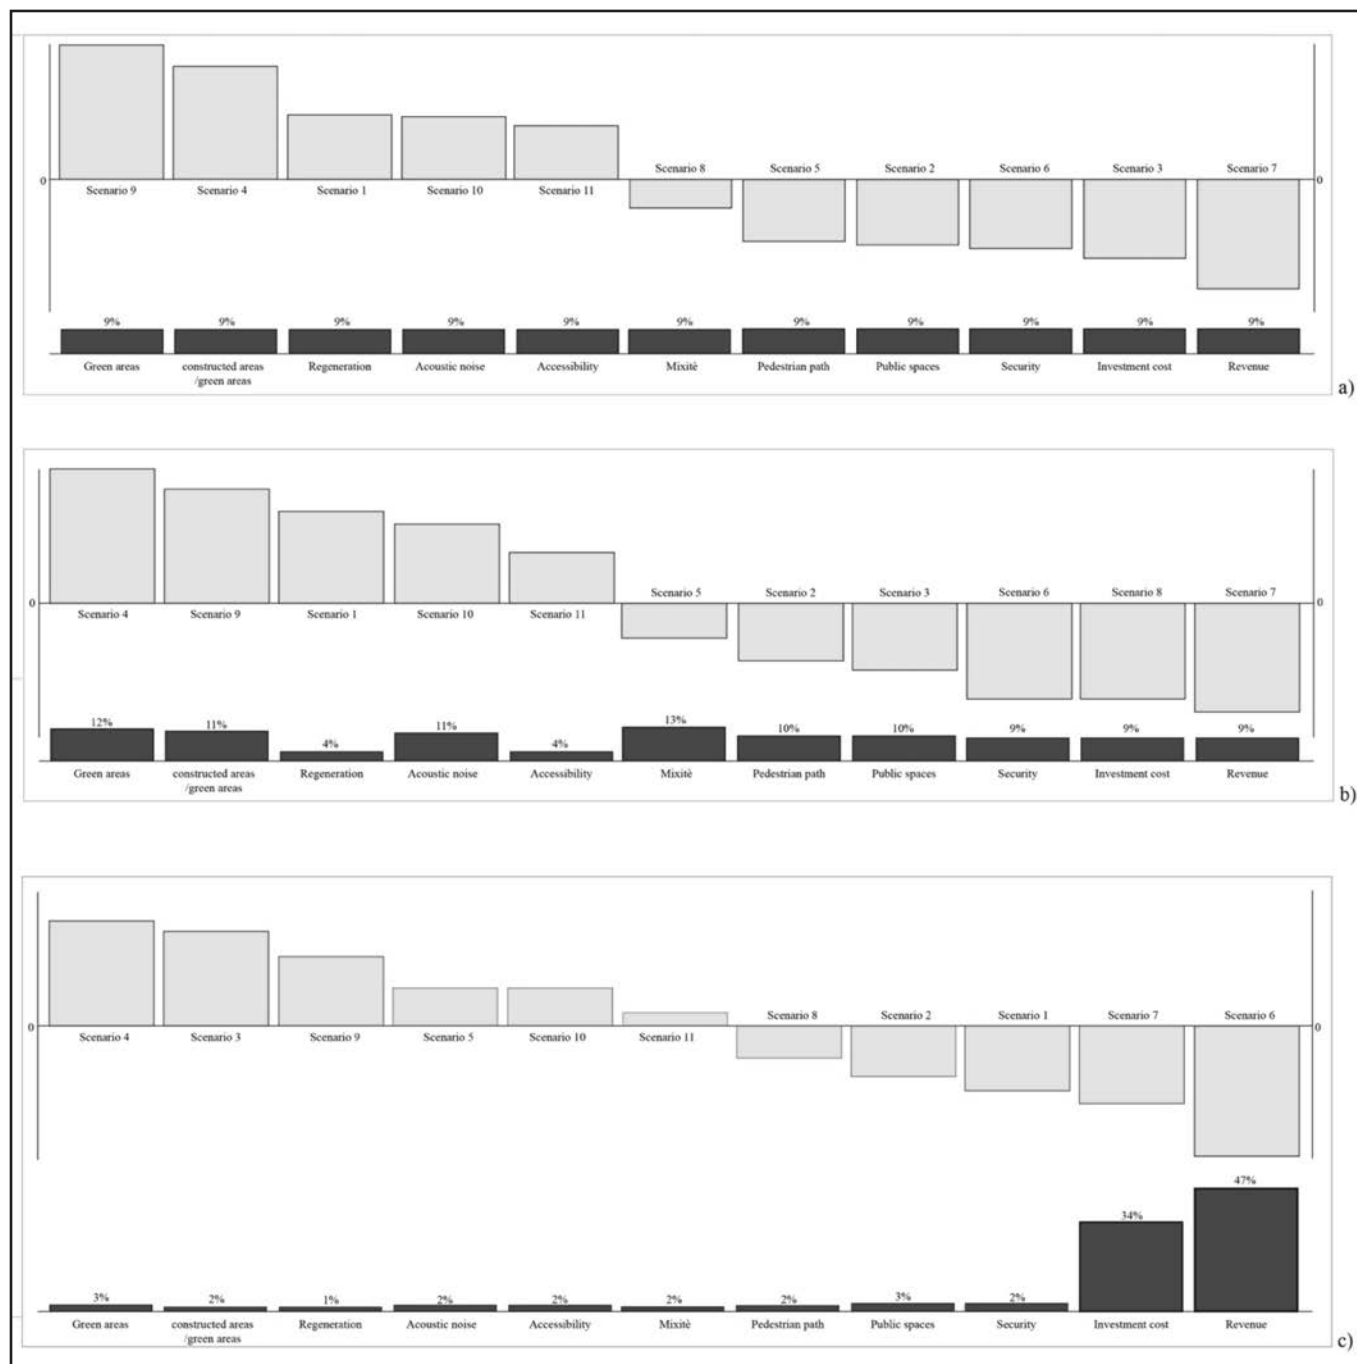 Scenario 8 Scenario 5 Scenario 2 Scenario 6 Scenario 3 Scenario 7
0 0
Scenario 9 Scenario 4 Scenario 1 Scenario 10 Scenario 11
9% 9% 9% 9% 9% 9% 9% 9% 9% 9% 9%
Green areas constructed areas Regeneration Acoustic noise Accessibility Mixitè Pedestrian path Public spaces Security Investment cost Revenue
/green areas
a)
Scenario 5 Scenario 2 Scenario 3 Scenario 6 Scenario 8 Scenario 7
0 0
Scenario 4 Scenario 9 Scenario 1 Scenario 10 Scenario 11
12% 11% 4% 11% 4% 13% 10% 10% 9% 9% 9%
Green areas constructed areas Regeneration Acoustic noise Accessibility Mixitè Pedestrian path Public spaces Security Investment cost Revenue
/green areas
b)
Scenario 8 Scenario 2 Scenario 1 Scenario 7 Scenario 6
0 0
Scenario 4 Scenario 3 Scenario 9 Scenario 5 Scenario 10 Scenario 11
3% 2% 1% 2% 2% 2% 2% 3% 2% 34% 47%
Green areas constructed areas Regeneration Acoustic noise Accessibility Mixitè Pedestrian path Public spaces Security Investment cost Revenue
/green areas
c)